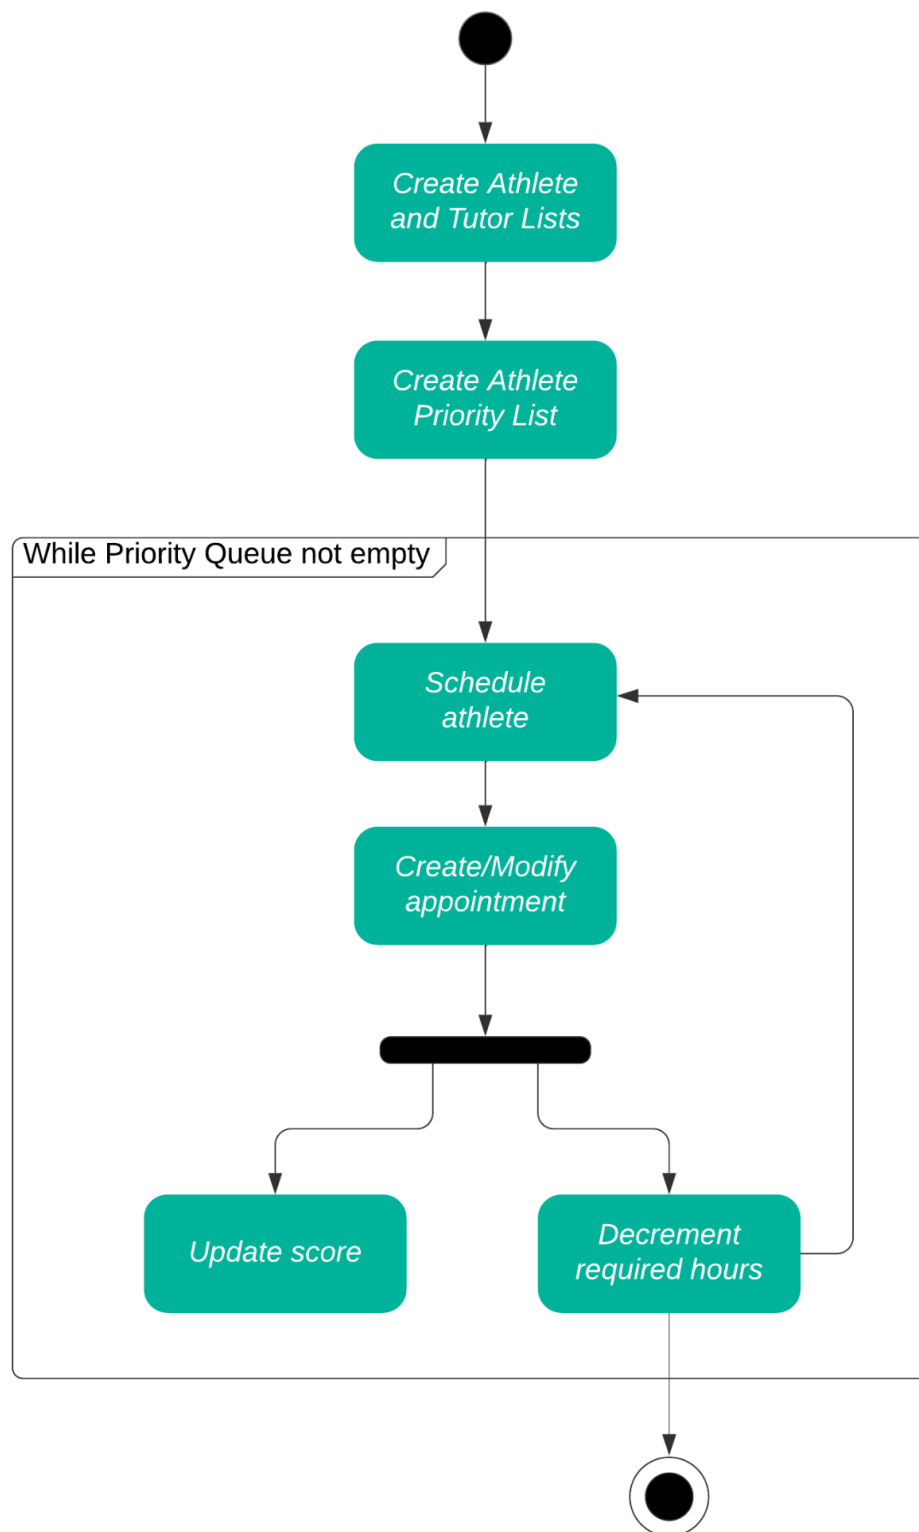 Create Athlete
and Tutor Lists
Create Athlete
Priority List
While Priority Queue not empty
Schedule
athlete
Create/Modify
appointment
Update score
Decrement
required hours